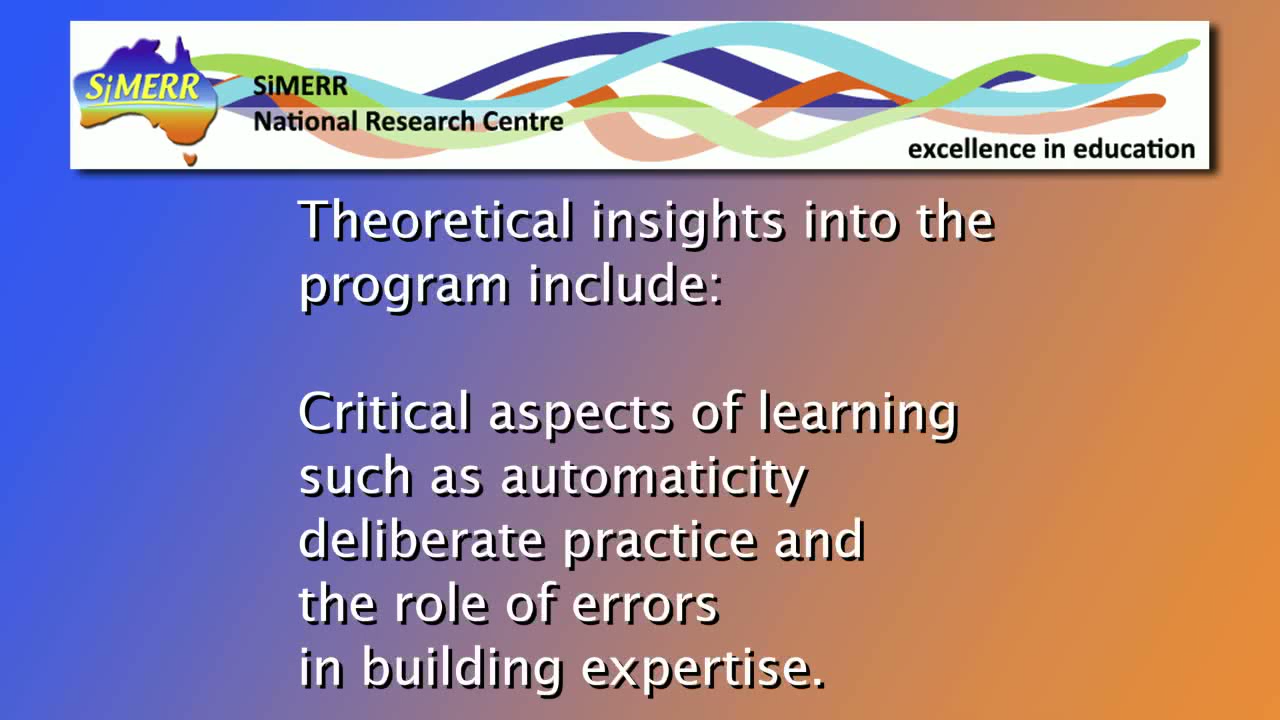 SiMERR
SiMERR
National Research Centre
excellence in education
Theoretical insights into the
program include:
Critical aspects of learning
such as automaticity
deliberate practice and
the role of errors
in building expertise.